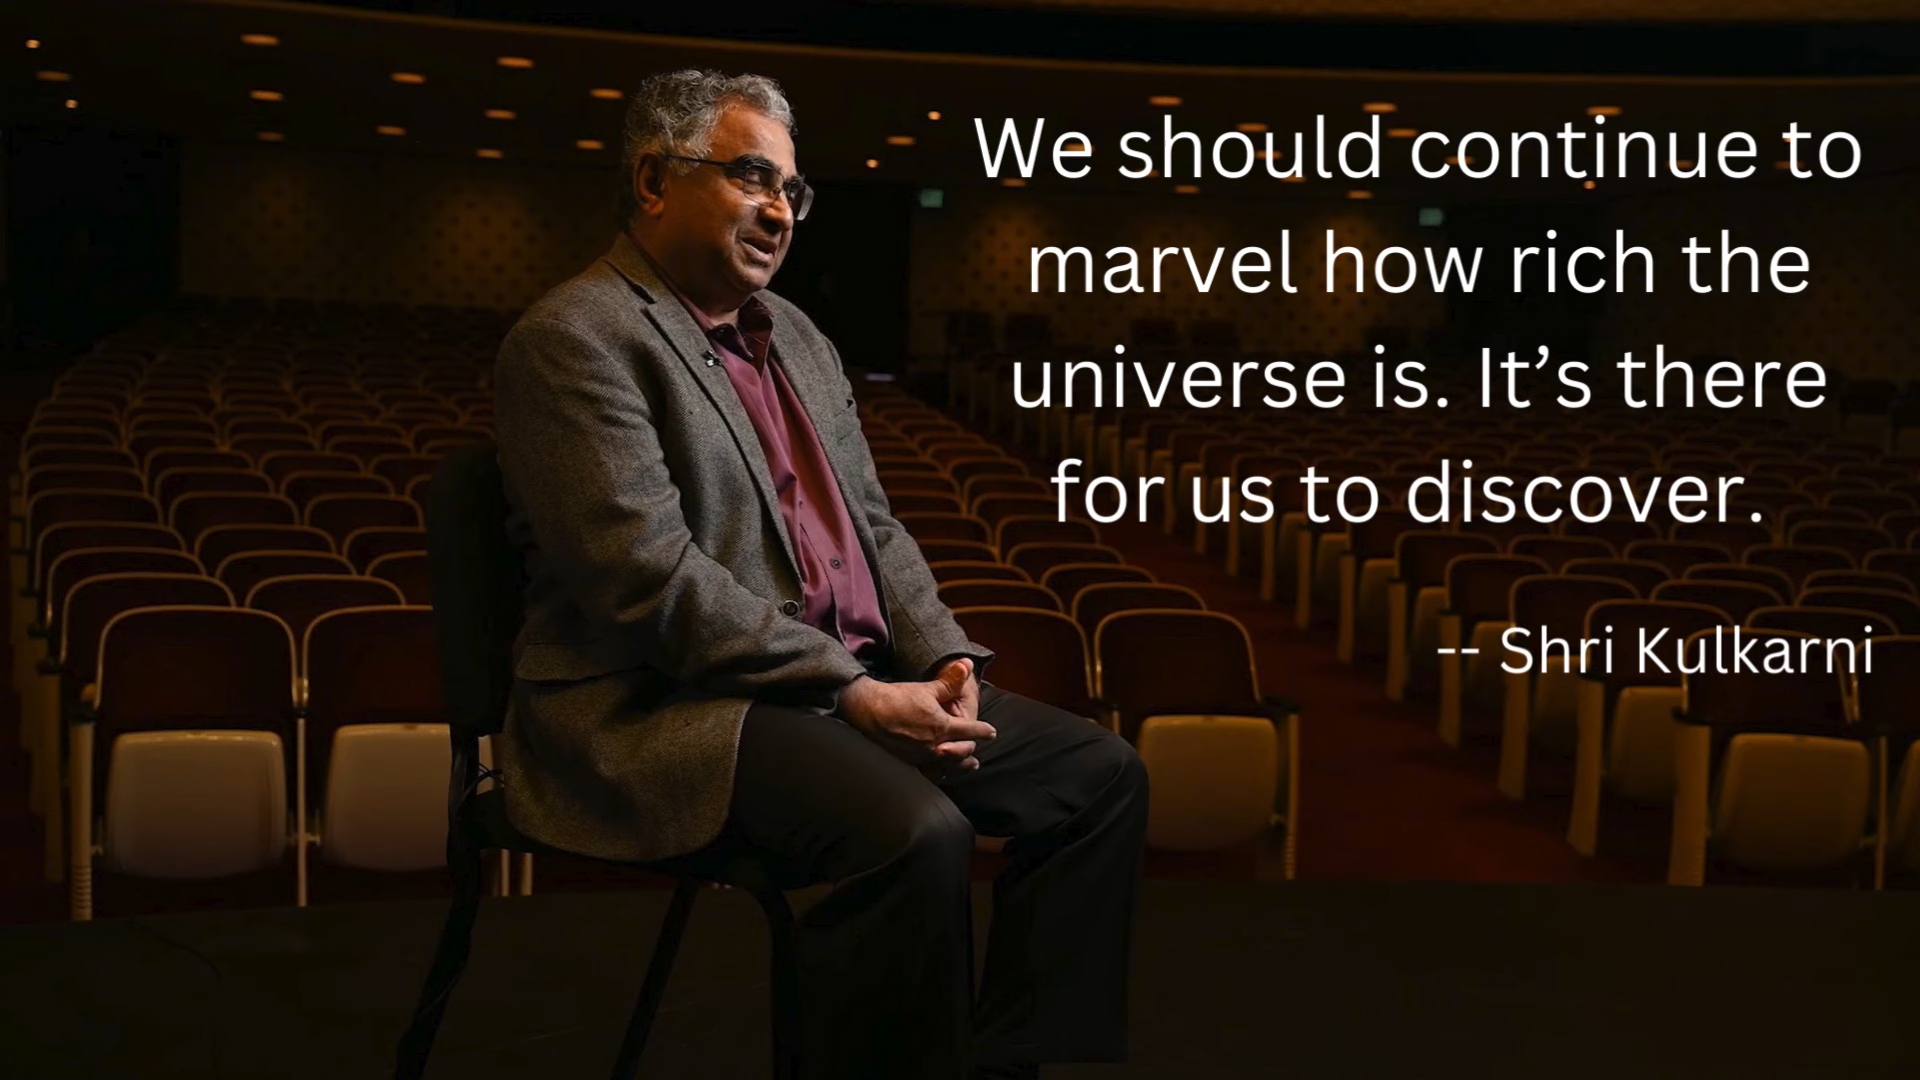 We should continue to
marvel how rich the
universe is. It’s there
for us to discover.
-- Shri Kulkarni